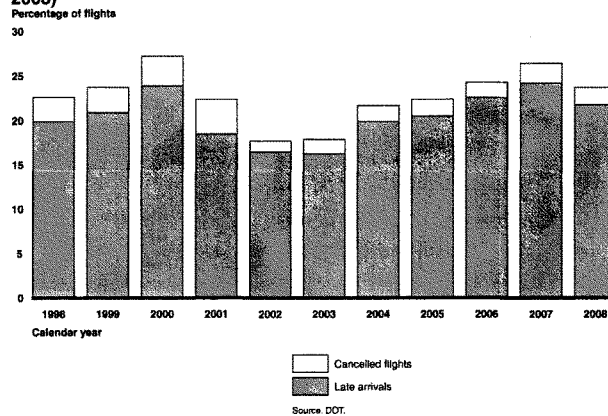 2008)
Percentage of flights
30
25
20
15
10
5
0
1998 1999 2000 2001 2002 2003 2004 2005 2006 2007 2008
Calender year
Cancelled flights
Late arrivals
Source. DOT.